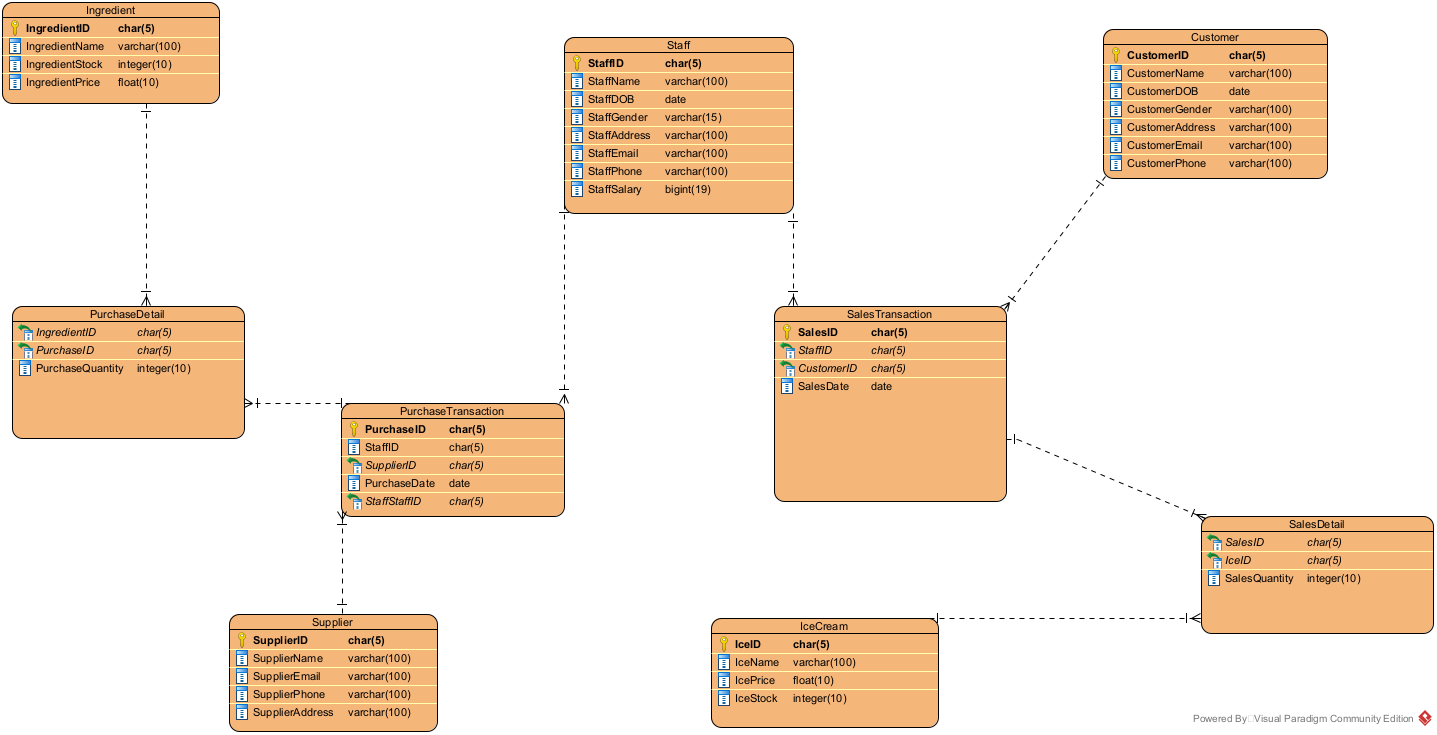 Ingredient
IngredientID char(5)
IngredientName varchar(100)
IngredientStock integer(10)
IngredientPrice float(10)
Staff
StaffID char(5)
StaffName varchar(100)
StaffDOB date
StaffGender varchar(15)
StaffAddress varchar(100)
StaffEmail varchar(100)
StaffPhone varchar(100)
StaffSalary bigint(19)
Customer
CustomerID char(5)
CustomerName varchar(100)
CustomerDOB date
CustomerGender varchar(100)
CustomerAddress varchar(100)
CustomerEmail varchar(100)
CustomerPhone varchar(100)
PurchaseDetail
IngredientID char(5)
PurchaseID char(5)
PurchaseQuantity integer(10)
PurchaseTransaction
PurchaseID char(5)
StaffID char(5)
SupplierID char(5)
PurchaseDate date
StaffStaffID char(5)
SalesTransaction
SalesID char(5)
StaffID char(5)
CustomerID char(5)
SalesDate date
SalesDetail
SalesID char(5)
IceID char(5)
SalesQuantity integer(10)
Supplier
SupplierID char(5)
SupplierName varchar(100)
SupplierEmail varchar(100)
SupplierPhone varchar(100)
SupplierAddress varchar(100)
IceCream
IceID char(5)
IceName varchar(100)
IcePrice float(10)
IceStock integer(10)
Powered By Visual Paradigm Community Edition